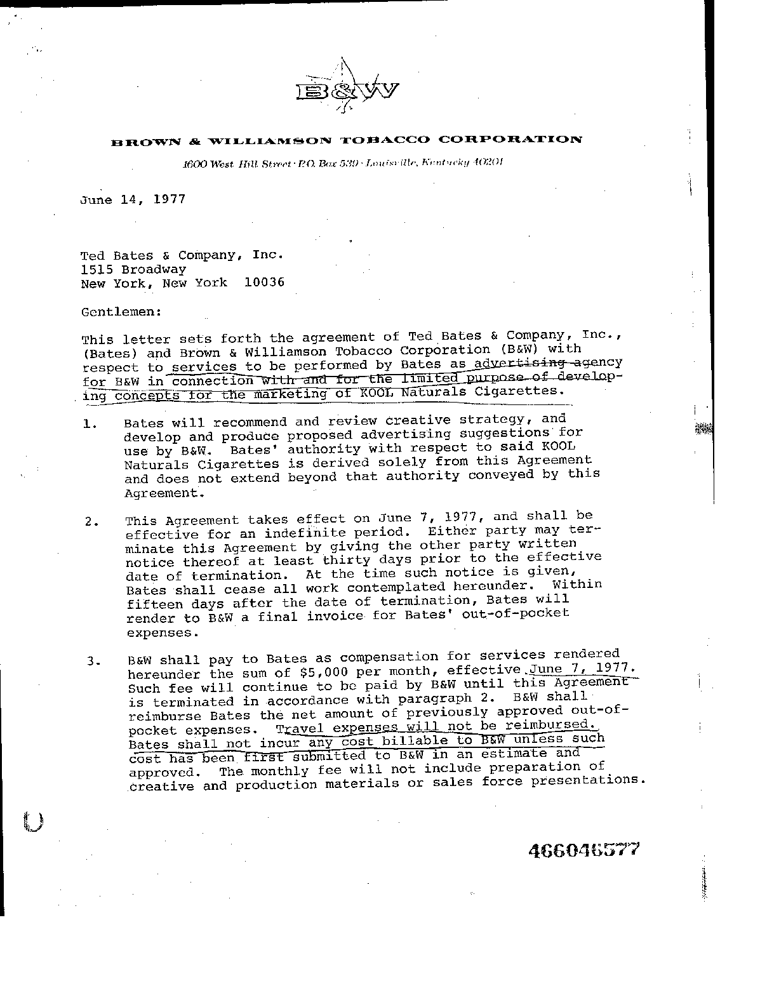 B&W
BROWN & WILLIAMSON TOBACCO CORPORATION
1600 West Hill Street · P.O. Box 539 · Louisville, Kentucky 40201
June 14, 1977
Ted Bates & Company, Inc.
1515 Broadway
New York, New York 10036
Gentlemen:
This letter sets forth the agreement of Ted Bates & Company, Inc.,
(Bates) and Brown & Williamson Tobacco Corporation (B&W) with
respect to services to be performed by Bates as advertising agency
for B&W in connection with and for the limited purpose of develop-
ing concepts for the marketing of KOOL Naturals Cigarettes.
1. Bates will recommend and review creative strategy, and
develop and produce proposed advertising suggestions for
use by B&W. Bates' authority with respect to said KOOL
Naturals Cigarettes is derived solely from this Agreement
and does not extend beyond that authority conveyed by this
Agreement.
2. This Agreement takes effect on June 7, 1977, and shall be
effective for an indefinite period. Either party may ter-
minate this Agreement by giving the other party written
notice thereof at least thirty days prior to the effective
date of termination. At the time such notice is given,
Bates shall cease all work contemplated hereunder. Within
fifteen days after the date of termination, Bates will
render to B&W a final invoice for Bates' out-of-pocket
expenses.
3. B&W shall pay to Bates as compensation for services rendered
hereunder the sum of $5,000 per month, effective June 7, 1977.
Such fee will continue to be paid by B&W until this Agreement
is terminated in accordance with paragraph 2. B&W shall
reimburse Bates the net amount of previously approved out-of-
pocket expenses. Travel expenses will not be reimbursed.
Bates shall not incur any cost billable to B&W unless such
cost has been first submitted to B&W in an estimate and
approved. The monthly fee will not include preparation of
creative and production materials or sales force presentations.
466046577